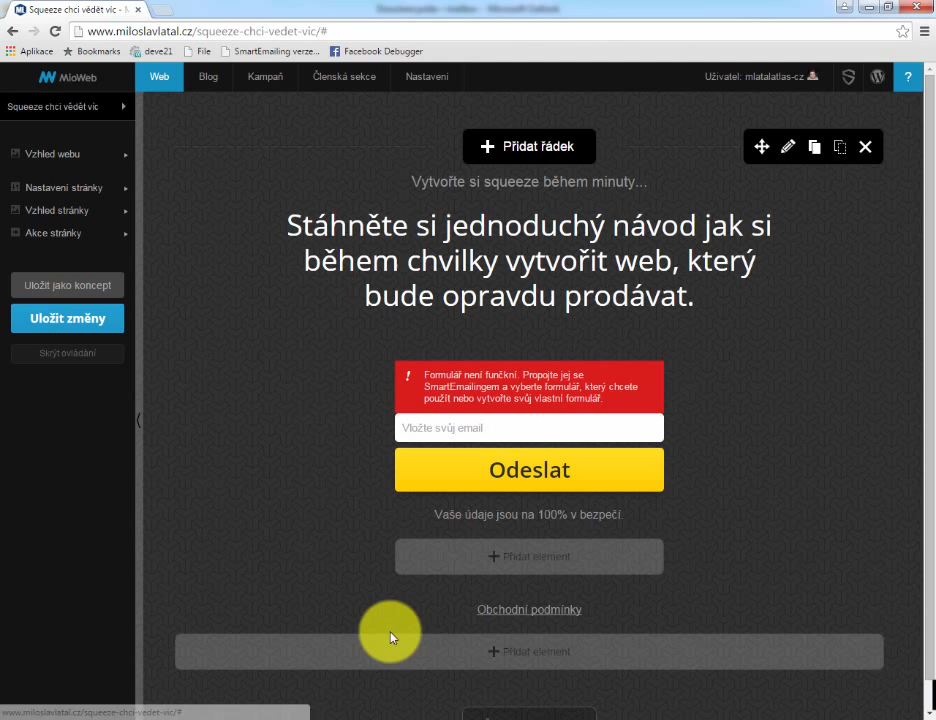 Squeeze chci vědět víc - M
www.miloslavlatal.cz/squeeze-chci-vedet-vic/#
Aplikace Bookmarks deve21 File SmartEmailing verze... Facebook Debugger
MioWeb Web Blog Kampaň Členská sekce Nastavení Uživatel: mlatalatlas-cz ?
Squeeze chci vědět víc
Přidat řádek
Vzhled webu
Vytvořte si squeeze během minuty...
Nastavení stránky
Vzhled stránky
Akce stránky
Stáhněte si jednoduchý návod jak si
během chvilky vytvořit web, který
bude opravdu prodávat.
Uložit jako koncept
Uložit změny
Skrýt ovládání
! Formulář není funkční. Propojte jej se
SmartEmailingem a vyberte formulář, který chcete
použít nebo vytvořte svůj vlastní formulář.
Vložte svůj email
Odeslat
Vaše údaje jsou na 100% v bezpečí.
Přidat element
Obchodní podmínky
Přidat element
www.miloslavlatal.cz/squeeze-chci-vedet-vic/#